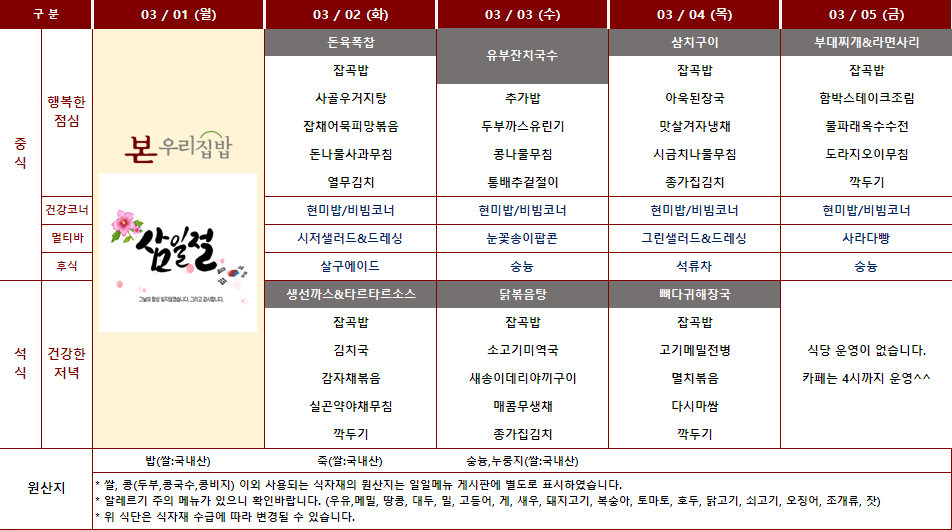 구 분 03 / 01 (월) 03 / 02 (화) 03 / 03 (수) 03 / 04 (목) 03 / 05 (금)
중식
행복한 점심
본 우리집밥
삼일절
그날의 함성 잊지않겠습니다. 그리고 감사합니다.
돈육폭찹 유부잔치국수 삼치구이 부대찌개&라면사리
잡곡밥 잡곡밥 잡곡밥
사골우거지탕 추가밥 아욱된장국 함박스테이크조림
잡채어묵피망볶음 두부까스유린기 맛살겨자냉채 물파래옥수수전
돈나물사과무침 콩나물무침 시금치나물무침 도라지오이무침
열무김치 통배추겉절이 종가집김치 깍두기
건강코너 현미밥/비빔코너 현미밥/비빔코너 현미밥/비빔코너 현미밥/비빔코너
멀티바 시저샐러드&드레싱 눈꽃송이팝콘 그린샐러드&드레싱 사라다빵
후식 살구에이드 숭늉 석류차 숭늉
석식
건강한 저녁
생선까스&타르타르소스 닭볶음탕 뼈다귀해장국
잡곡밥 잡곡밥 잡곡밥
김치국 소고기미역국 고기메밀전병 식당 운영이 없습니다.
감자채볶음 새송이데리야끼구이 멸치볶음 카페는 4시까지 운영^^
실곤약야채무침 매콤무생채 다시마쌈
깍두기 종가집김치 깍두기
원산지
밥(쌀:국내산) 죽(쌀:국내산) 숭늉,누룽지(쌀:국내산)
* 쌀, 콩(두부,콩국수,콩비지) 이외 사용되는 식자재의 원산지는 일일메뉴 게시판에 별도로 표시하였습니다.
* 알레르기 주의 메뉴가 있으니 확인바랍니다. (우유,메밀, 땅콩, 대두, 밀, 고등어, 게, 새우, 돼지고기, 복숭아, 토마토, 호두, 닭고기, 쇠고기, 오징어, 조개류, 잣)
* 위 식단은 식자재 수급에 따라 변경될 수 있습니다.